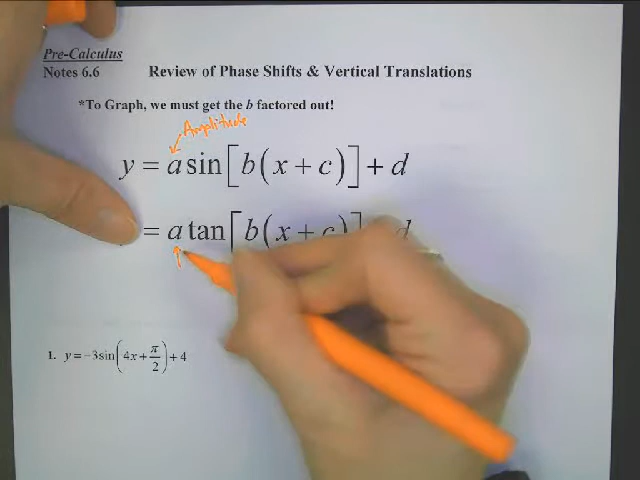 Pre-Calculus
Notes 6.6 Review of Phase Shifts & Vertical Translations
*To Graph, we must get the b factored out!
Amplitude
y = a sin[b(x + c)] + d
= a tan[b(x + c)] d
1. y = −3sin(4x + π/2) + 4